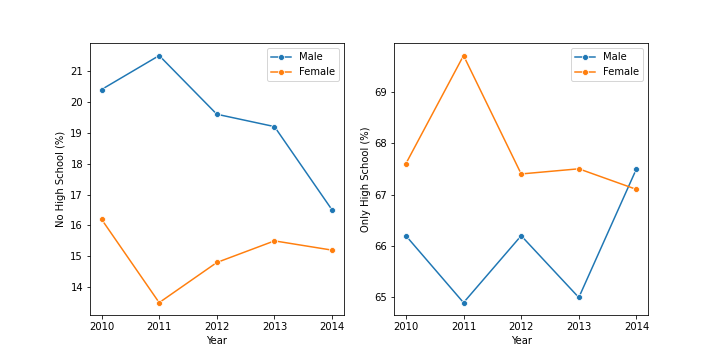 Male
Female
21
20
19
18
17
16
15
14
No High School (%)
2010 2011 2012 2013 2014
Year
Male
Female
69
68
67
66
65
Only High School (%)
2010 2011 2012 2013 2014
Year